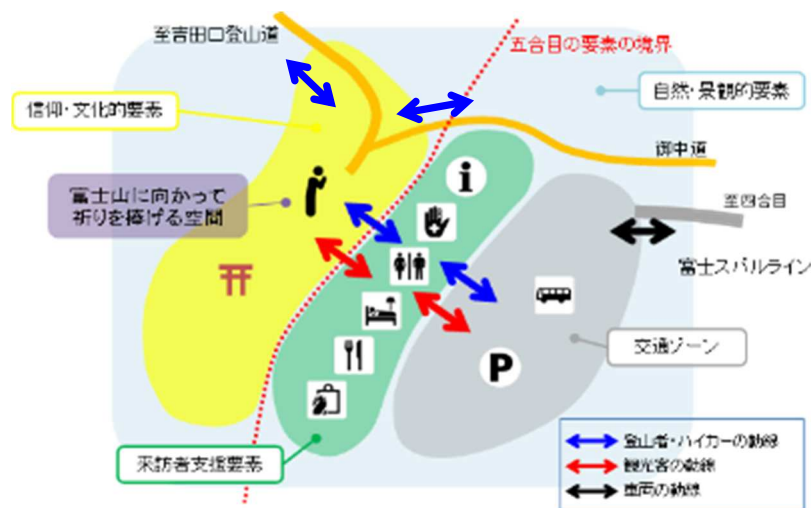 至吉田口登山道
五合目の要素の境界
自然・景観的要素
信仰・文化的要素
御中道
富士山に向かって
祈りを捧げる空間
至四合目
富士スバルライン
i
交通ゾーン
P
来訪者支援要素
登山者・ハイカーの動線
観光客の動線
車両の動線